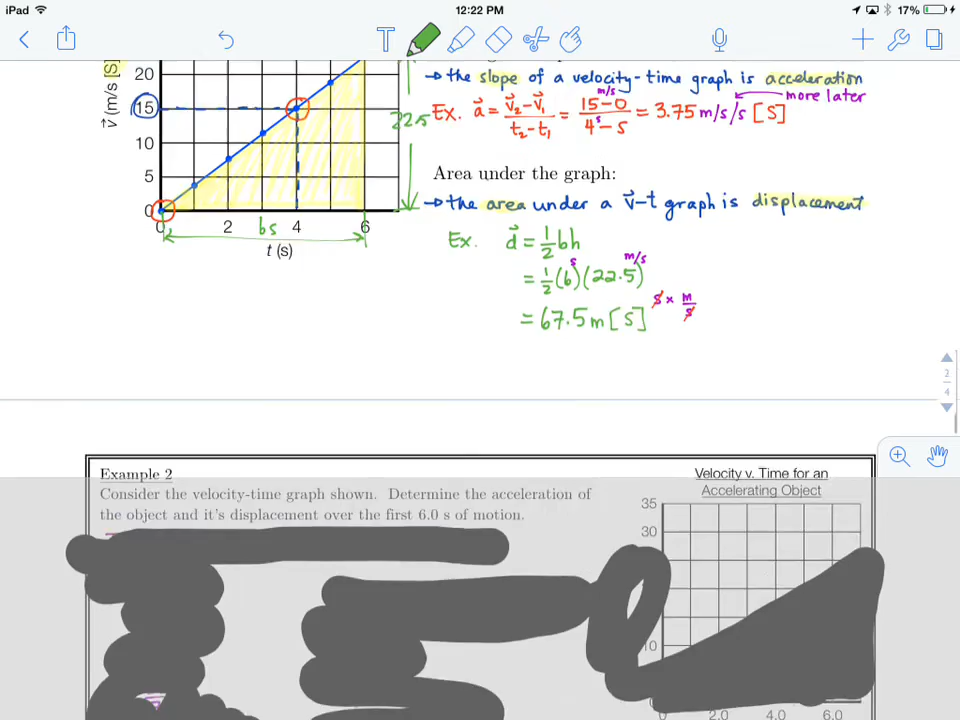 iPad 12:22 PM 17%
T
20
15
10
5
0
v⃗ (m/s [S]
0 2 4 6
t (s)
6s
22.5
→ the slope of a velocity-time graph is acceleration
more later
m/s
Ex. a⃗ = v⃗2-v⃗1 / t2-t1 = 15-0 / 4-s = 3.75 m/s/s [S]
s
Area under the graph:
→ the area under a v⃗-t graph is displacement
Ex. d⃗ = 1/2 bh
s m/s
= 1/2 (6)(22.5)
s × m/s
= 67.5 m [S]
2
4
Example 2
Consider the velocity-time graph shown. Determine the acceleration of
the object and it's displacement over the first 6.0 s of motion.
Velocity v. Time for an
Accelerating Object
35
30
10
0 2.0 4.0 6.0